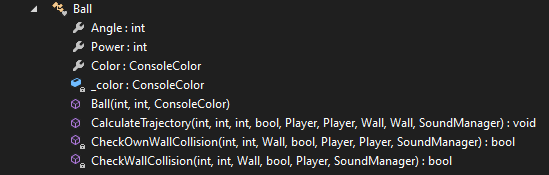 Ball
Angle : int
Power : int
Color : ConsoleColor
_color : ConsoleColor
Ball(int, int, ConsoleColor)
CalculateTrajectory(int, int, int, bool, Player, Player, Wall, Wall, SoundManager) : void
CheckOwnWallCollision(int, int, Wall, bool, Player, Player, SoundManager) : bool
CheckWallCollision(int, int, Wall, bool, Player, SoundManager) : bool